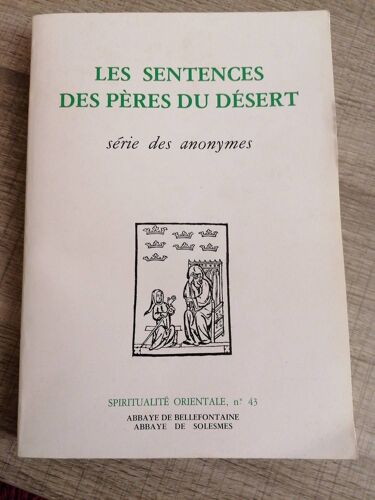 LES SENTENCES
DES PÈRES DU DÉSERT
série des anonymes
SPIRITUALITÉ ORIENTALE, n° 43
ABBAYE DE BELLEFONTAINE
ABBAYE DE SOLESMES